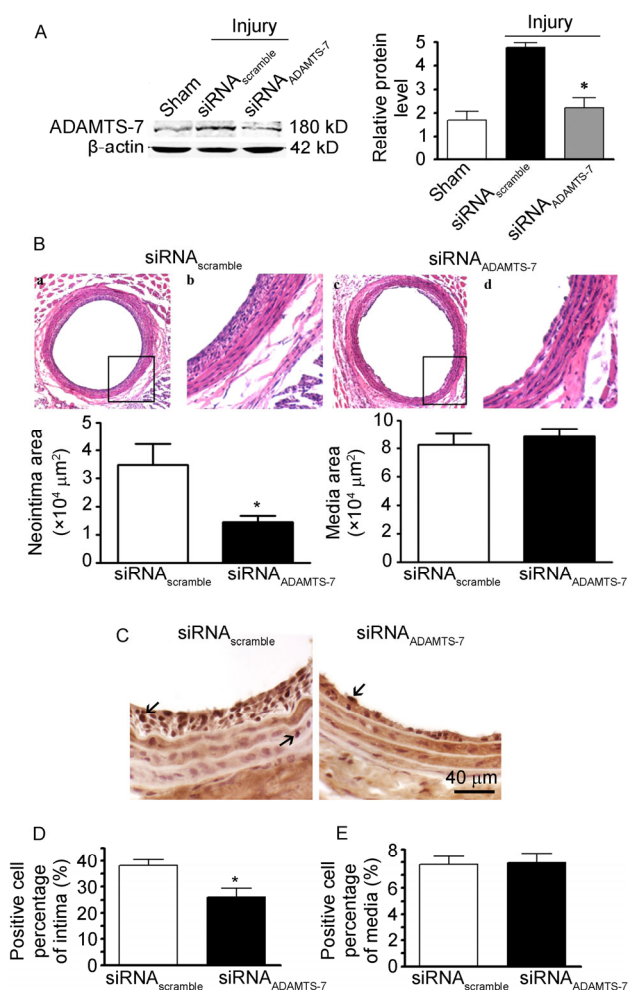 A
Injury
Sham
siRNAscramble
siRNAADAMTS-7
ADAMTS-7
180 kD
β-actin
42 kD
Relative protein
level
5
4
3
2
1
0
Injury
*
Sham
siRNAscramble
siRNAADAMTS-7
B
siRNAscramble
siRNAADAMTS-7
a
b
c
d
Neointima area
(×10⁴ μm²)
5
4
3
2
1
0
*
siRNAscramble
siRNAADAMTS-7
Media area
(×10⁴ μm²)
10
8
6
4
2
0
siRNAscramble
siRNAADAMTS-7
C
siRNAscramble
siRNAADAMTS-7
40 μm
D
Positive cell
percentage
of intima (%)
40
30
20
10
0
*
siRNAscramble
siRNAADAMTS-7
E
Positive cell
percentage
of media (%)
8
6
4
2
0
siRNAscramble
siRNAADAMTS-7